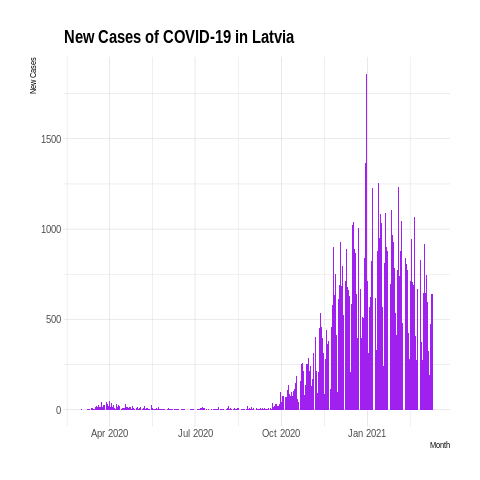 New Cases of COVID-19 in Latvia
New Cases
1500
1000
500
0
Apr 2020 Jul 2020 Oct 2020 Jan 2021
Month